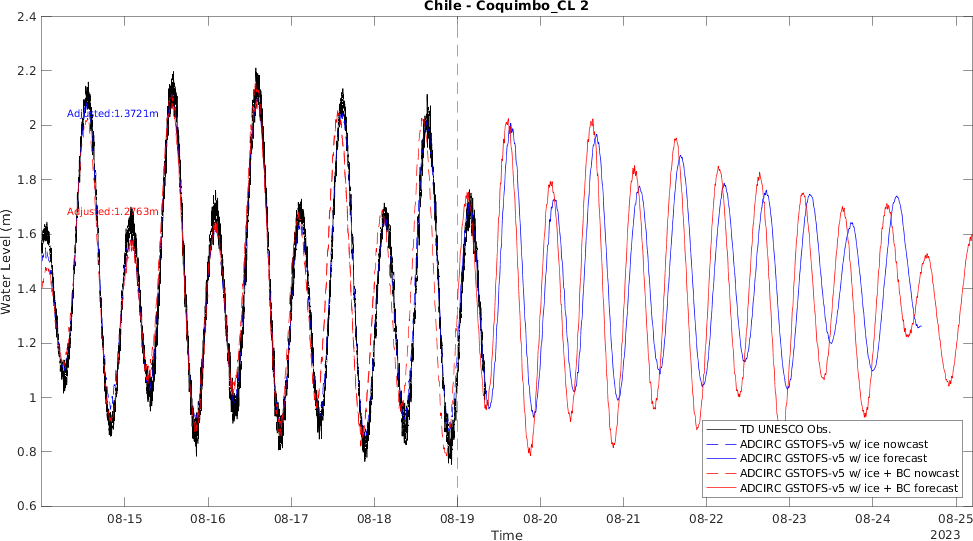 Chile - Coquimbo_CL 2
2.4
2.2
2
1.8
1.6
1.4
1.2
1
0.8
0.6
Water Level (m)
Adjusted:1.3721m
Adjusted:1.2763m
TD UNESCO Obs.
ADCIRC GSTOFS-v5 w/ ice nowcast
ADCIRC GSTOFS-v5 w/ ice forecast
ADCIRC GSTOFS-v5 w/ ice + BC nowcast
ADCIRC GSTOFS-v5 w/ ice + BC forecast
08-15 08-16 08-17 08-18 08-19 08-20 08-21 08-22 08-23 08-24 08-25
Time
2023